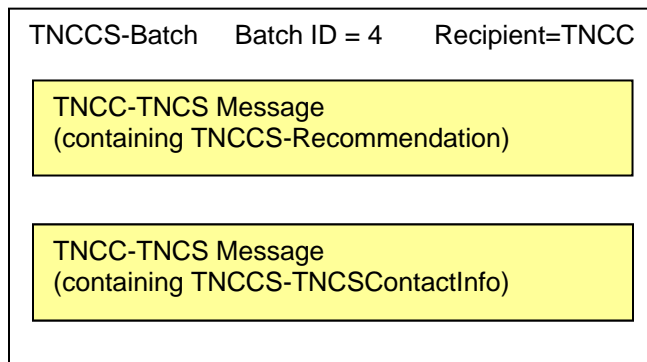 TNCCS-Batch Batch ID = 4 Recipient=TNCC
TNCC-TNCS Message
(containing TNCCS-Recommendation)
TNCC-TNCS Message
(containing TNCCS-TNCSContactInfo)